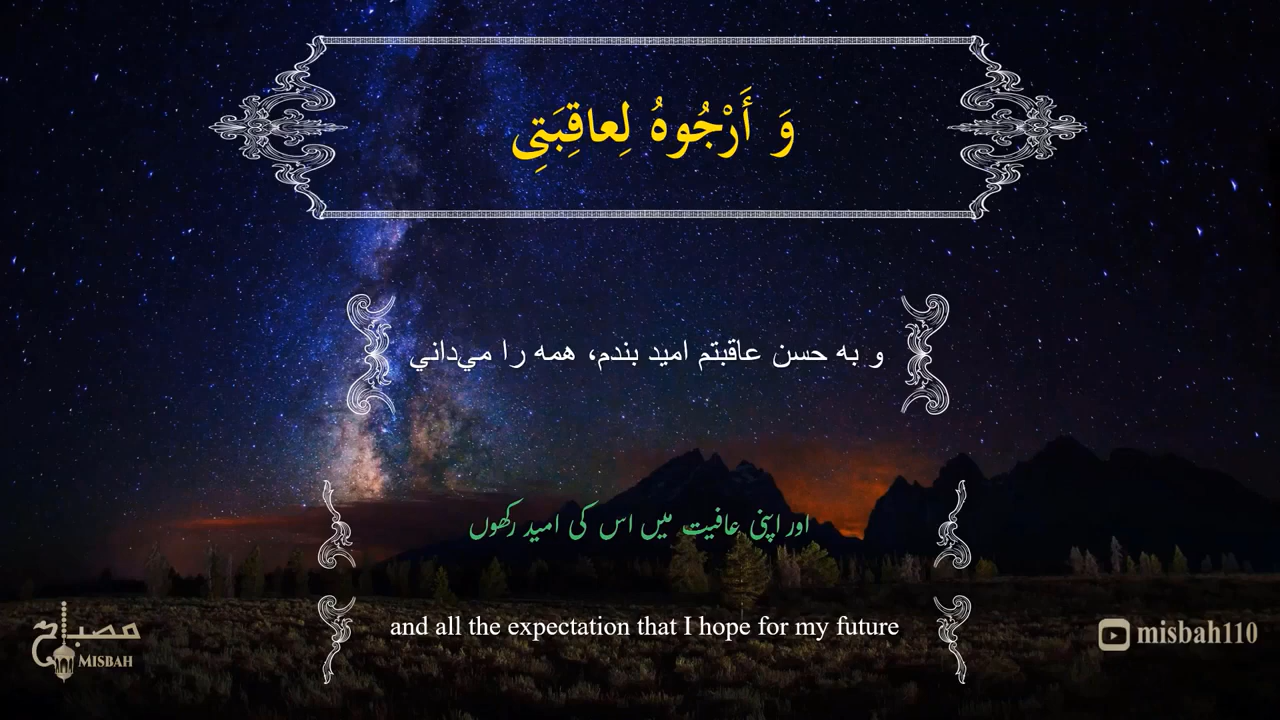 وَ أَرْجُوهُ لِعاقِبَتِی
و به حسن عاقبتم اميد بندم، همه را مي‌داني
اور اپنی عافیت میں اس کی امید رکھوں
and all the expectation that I hope for my future
مصباح
MISBAH
misbah110